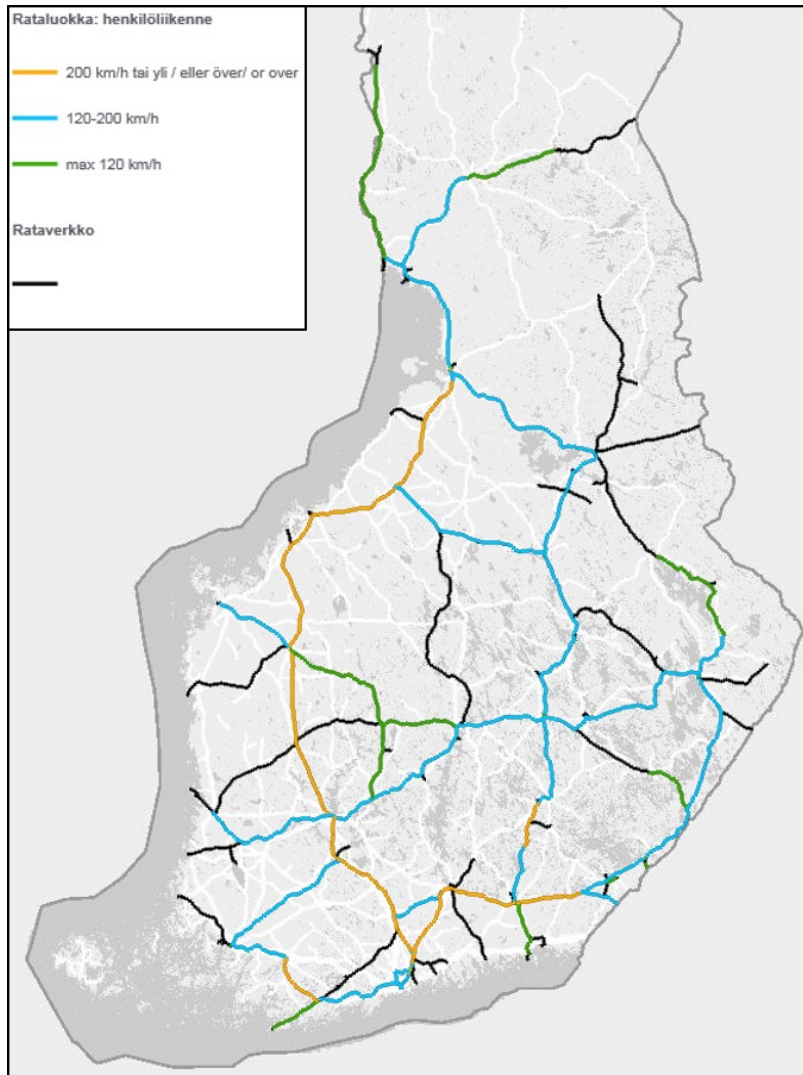 Rataluokka: henkilöliikenne
200 km/h tai yli / eller över/ or over
120-200 km/h
max 120 km/h
Rataverkko